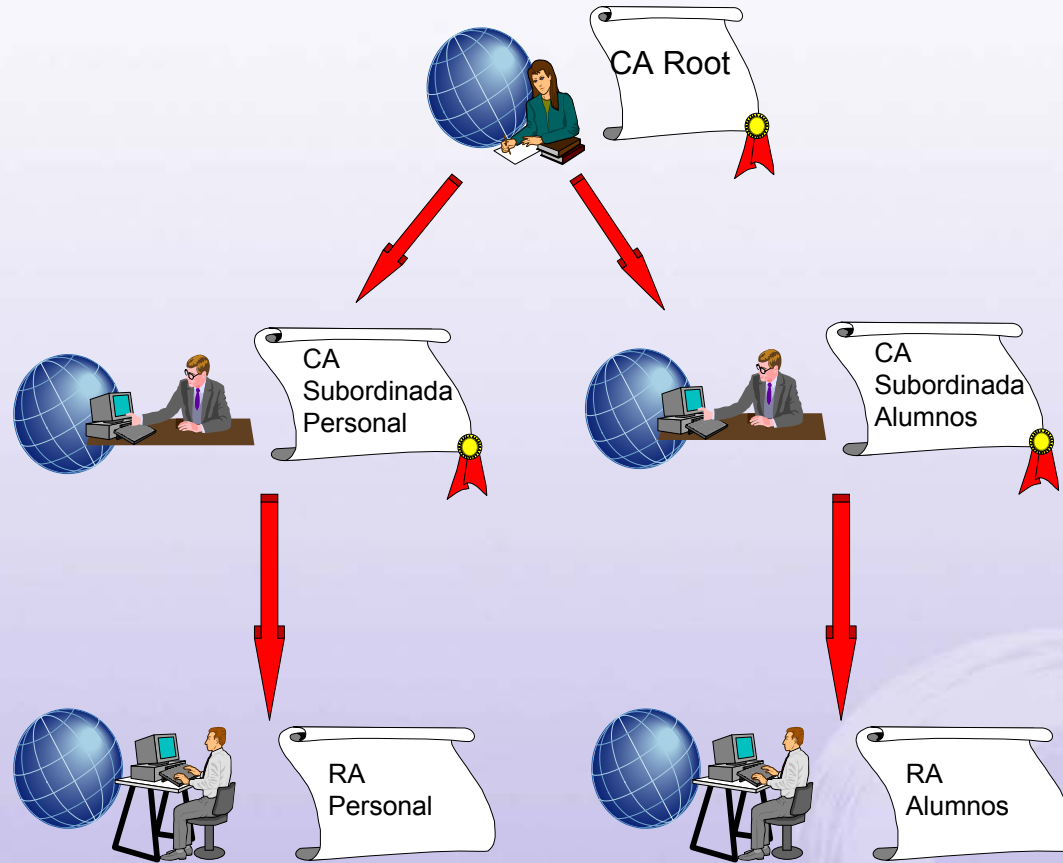 CA Root
CA
Subordinada
Personal
CA
Subordinada
Alumnos
RA
Personal
RA
Alumnos